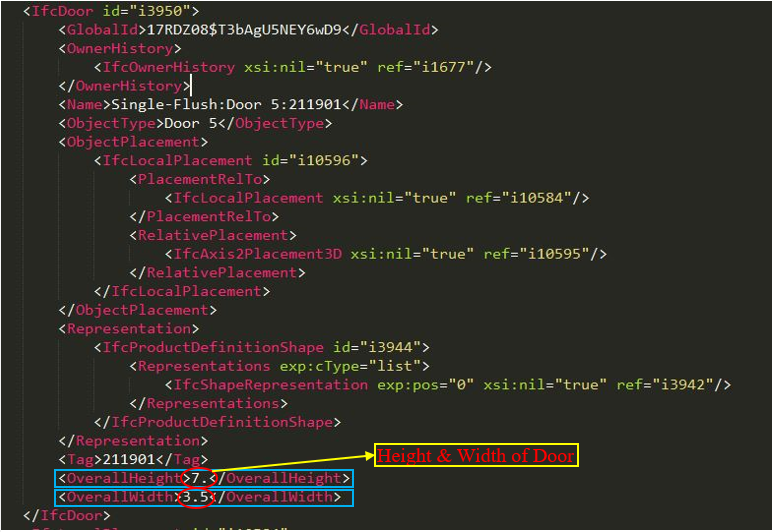 <IfcDoor id="i3950">
<GlobalId>17RDZ08$T3bAgU5NEY6wD9</GlobalId>
<OwnerHistory>
<IfcOwnerHistory xsi:nil="true" ref="i1677"/>
</OwnerHistory>
<Name>Single-Flush:Door 5:211901</Name>
<ObjectType>Door 5</ObjectType>
<ObjectPlacement>
<IfcLocalPlacement id="i10596">
<PlacementRelTo>
<IfcLocalPlacement xsi:nil="true" ref="i10584"/>
</PlacementRelTo>
<RelativePlacement>
<IfcAxis2Placement3D xsi:nil="true" ref="i10595"/>
</RelativePlacement>
</IfcLocalPlacement>
</ObjectPlacement>
<Representation>
<IfcProductDefinitionShape id="i3944">
<Representations exp:cType="list">
<IfcShapeRepresentation exp:pos="0" xsi:nil="true" ref="i3942"/>
</Representations>
</IfcProductDefinitionShape>
</Representation>
<Tag>211901</Tag>
Height & Width of Door
<OverallHeight>7.</OverallHeight>
<OverallWidth>3.5</OverallWidth>
</IfcDoor>